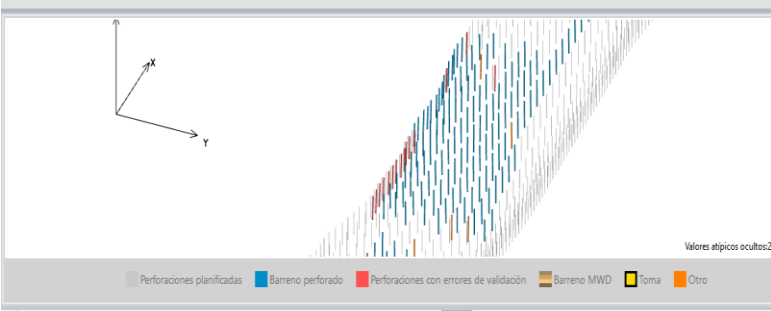 X
Y
Valores atípicos ocultos:2
Perforaciones planificadas Barreno perforado Perforaciones con errores de validación Barreno MWD Toma Otro